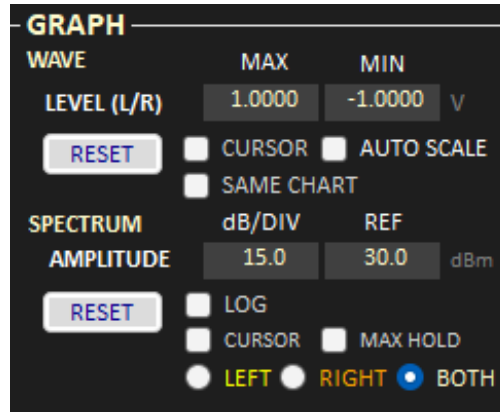 GRAPH
WAVE MAX MIN
LEVEL (L/R) 1.0000 -1.0000 V
RESET CURSOR AUTO SCALE
SAME CHART
SPECTRUM dB/DIV REF
AMPLITUDE 15.0 30.0 dBm
RESET LOG
CURSOR MAX HOLD
LEFT RIGHT BOTH